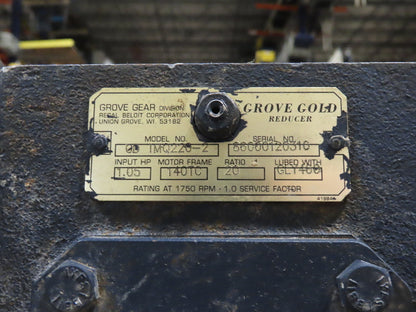 GROVE GEAR DIVISION
REGAL BELOIT CORPORATION
UNION GROVE, WI. 53182
GROVE GOLD
REDUCER
MODEL NO. SERIAL NO.
GD IMQ226-2
INPUT HP MOTOR FRAME RATIO LUBED WITH
1.05 140TC 20 GLY460
RATING AT 1750 RPM - 1.0 SERVICE FACTOR